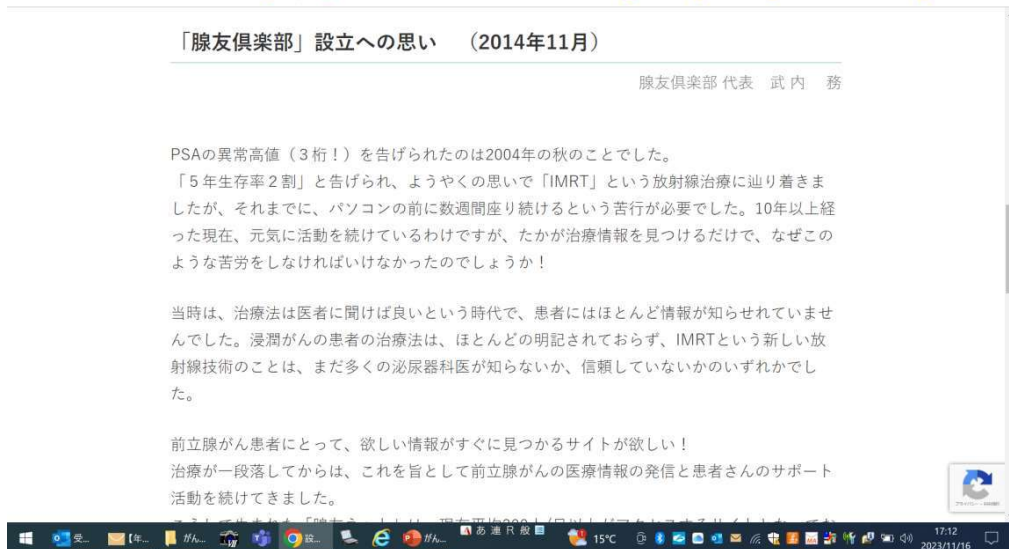 「腺友倶楽部」設立への思い （2014年11月）
腺友倶楽部 代表 武内 務
PSAの異常高値（３桁！）を告げられたのは2004年の秋のことでした。
「５年生存率２割」と告げられ、ようやくの思いで「IMRT」という放射線治療に辿り着きま
したが、それまでに、パソコンの前に数週間座り続けるという苦行が必要でした。10年以上経
った現在、元気に活動を続けているわけですが、たかが治療情報を見つけるだけで、なぜこの
ような苦労をしなければいけなかったのでしょうか！
当時は、治療法は医者に聞けば良いという時代で、患者にはほとんど情報が知らせれていませ
んでした。浸潤がんの患者の治療法は、ほとんどの明記されておらず、IMRTという新しい放
射線技術のことは、まだ多くの泌尿器科医が知らないか、信頼していないかのいずれかでし
た。
前立腺がん患者にとって、欲しい情報がすぐに見つかるサイトが欲しい！
治療が一段落してからは、これを旨として前立腺がんの医療情報の発信と患者さんのサポート
活動を続けてきました。
受...
【年...
がん...
設...
がん...
あ 連 R 般
15°C
17:12
2023/11/16